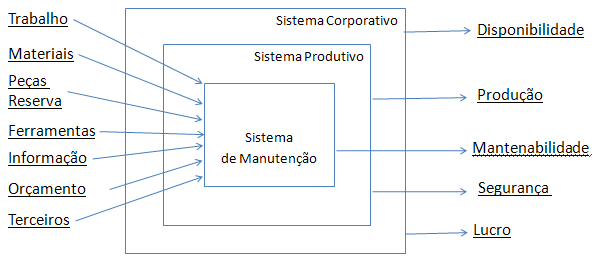 Trabalho
Materiais
Peças
Reserva
Ferramentas
Informação
Orçamento
Terceiros
Sistema Corporativo
Sistema Produtivo
Sistema
de Manutenção
Disponibilidade
Produção
Mantenabilidade
Segurança
Lucro